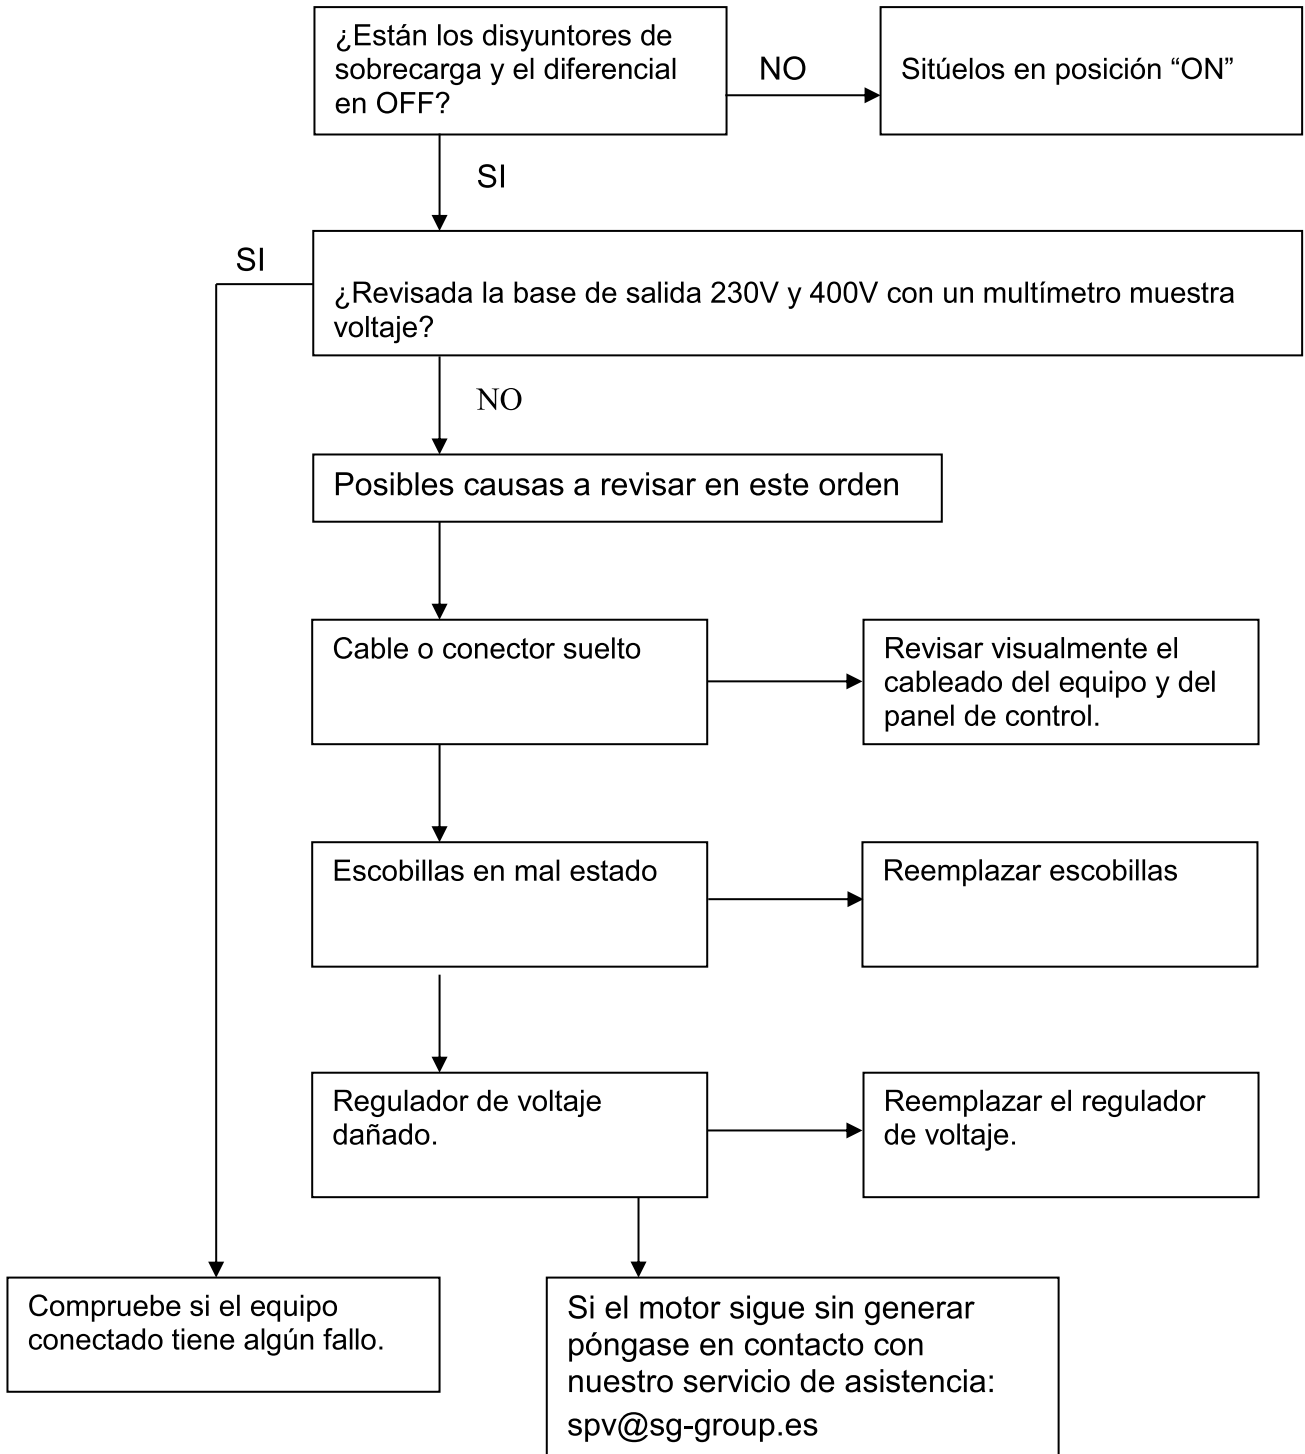 ¿Están los disyuntores de
sobrecarga y el diferencial
en OFF?
NO
Sitúelos en posición “ON”
SI
SI
¿Revisada la base de salida 230V y 400V con un multímetro muestra
voltaje?
NO
Posibles causas a revisar en este orden
Cable o conector suelto
Revisar visualmente el
cableado del equipo y del
panel de control.
Escobillas en mal estado
Reemplazar escobillas
Regulador de voltaje
dañado.
Reemplazar el regulador
de voltaje.
Compruebe si el equipo
conectado tiene algún fallo.
Si el motor sigue sin generar
póngase en contacto con
nuestro servicio de asistencia:
spv@sg-group.es